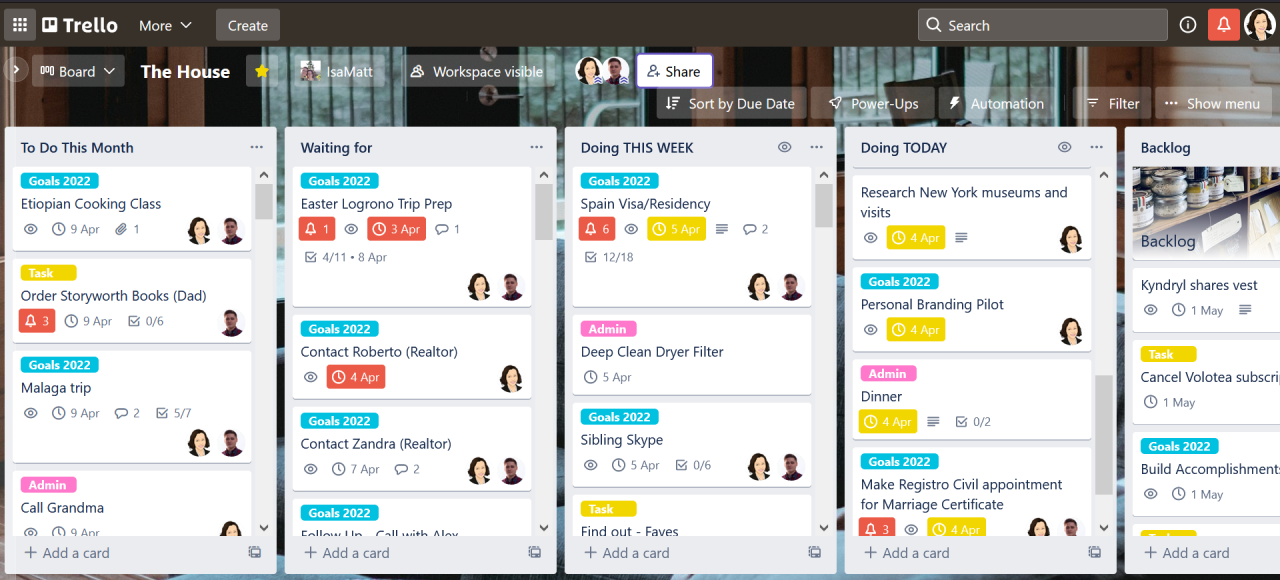 Trello
More
Create
Search
Board
The House
IsaMatt
Workspace visible
Share
Sort by Due Date
Power-Ups
Automation
Filter
Show menu
To Do This Month
Goals 2022
Etiopian Cooking Class
9 Apr
1
Task
Order Storyworth Books (Dad)
3
9 Apr
0/6
Goals 2022
Malaga trip
9 Apr
2
5/7
Admin
Call Grandma
9 Apr
Add a card
Waiting for
Goals 2022
Easter Logrono Trip Prep
1
3 Apr
1
4/11 • 8 Apr
Goals 2022
Contact Roberto (Realtor)
4 Apr
Goals 2022
Contact Zandra (Realtor)
7 Apr
2
Goals 2022
Follow Up - Call with Alex
Add a card
Doing THIS WEEK
Goals 2022
Spain Visa/Residency
6
5 Apr
2
12/18
Admin
Deep Clean Dryer Filter
5 Apr
Goals 2022
Sibling Skype
5 Apr
0/6
Task
Find out - Fayes
Add a card
Doing TODAY
Research New York museums and
visits
4 Apr
Goals 2022
Personal Branding Pilot
4 Apr
Admin
Dinner
4 Apr
0/2
Goals 2022
Make Registro Civil appointment
for Marriage Certificate
3
4 Apr
Add a card
Backlog
Backlog
Kyndryl shares vest
1 May
Task
Cancel Volotea subscrip
1 May
Goals 2022
Build Accomplishments
1 May
Add a card